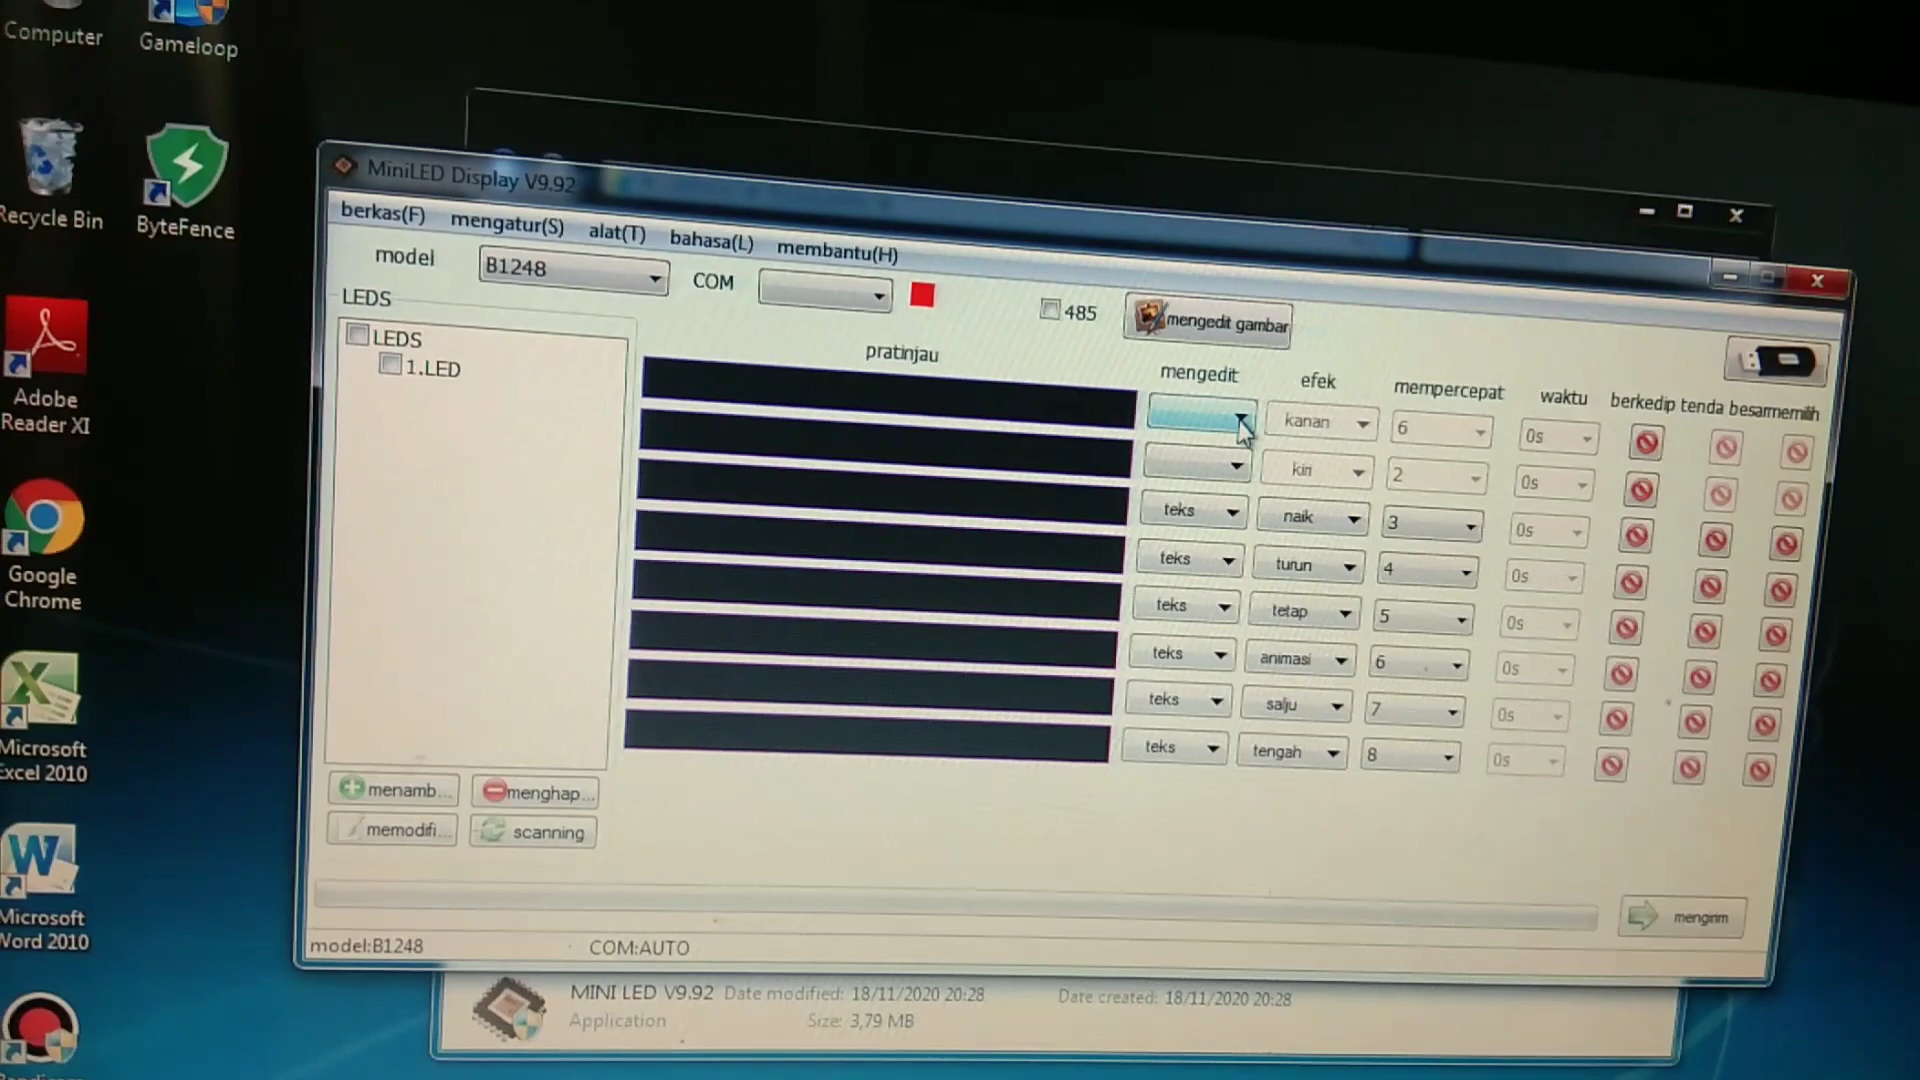 Computer
Gameloop
Recycle Bin
ByteFence
Adobe
Reader XI
Google
Chrome
Microsoft
Excel 2010
Microsoft
Word 2010
MiniLED Display V9.92
berkas(F) mengatur(S) alat(T) bahasa(L) membantu(H)
model B1248 COM 485 mengedit gambar
LEDS
LEDS
1.LED
pratinjau mengedit efek mempercepat waktu berkedip tenda besar memilih
kanan 6 0s
kiri 2 0s
teks naik 3 0s
teks turun 4 0s
teks tetap 5 0s
teks animasi 6 0s
teks salju 7 0s
teks tengah 8 0s
menamb... menghap...
memodifi... scanning
mengirim
model:B1248 COM:AUTO
MINI LED V9.92 Date modified: 18/11/2020 20:28 Date created: 18/11/2020 20:28
Application Size: 3,79 MB